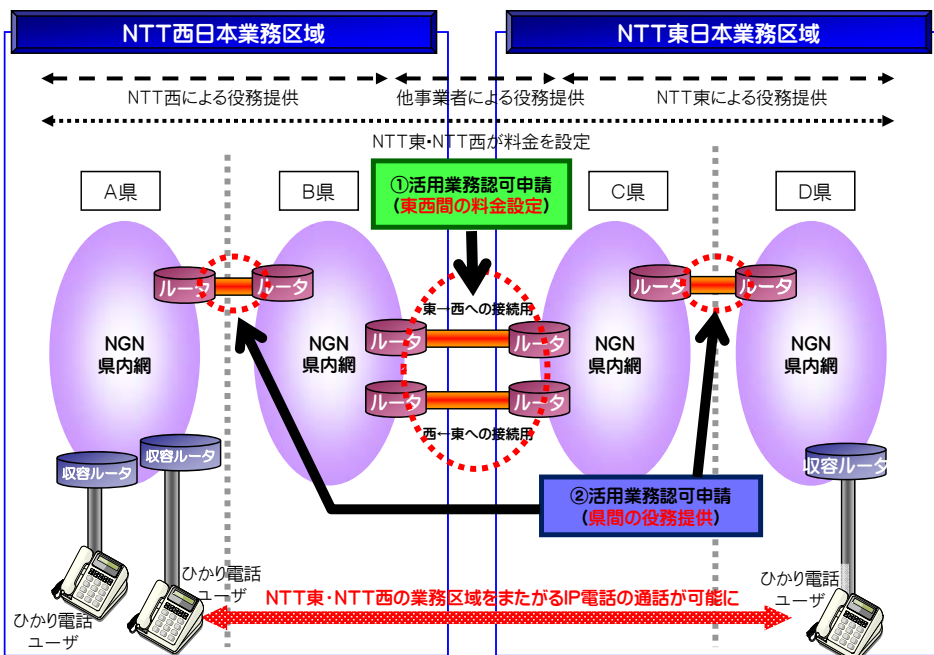 NTT西日本業務区域
NTT東日本業務区域
NTT西による役務提供
他事業者による役務提供
NTT東による役務提供
NTT東・NTT西が料金を設定
A県
B県
①活用業務認可申請
(東西間の料金設定)
C県
D県
ルータ
ルータ
ルータ
ルータ
東→西への接続用
NGN
県内網
NGN
県内網
ルータ
ルータ
NGN
県内網
NGN
県内網
ルータ
ルータ
西←東への接続用
収容ルータ
収容ルータ
収容ルータ
②活用業務認可申請
(県間の役務提供)
ひかり電話
ユーザ
ひかり電話
ユーザ
ひかり電話
ユーザ
NTT東・NTT西の業務区域をまたがるIP電話の通話が可能に